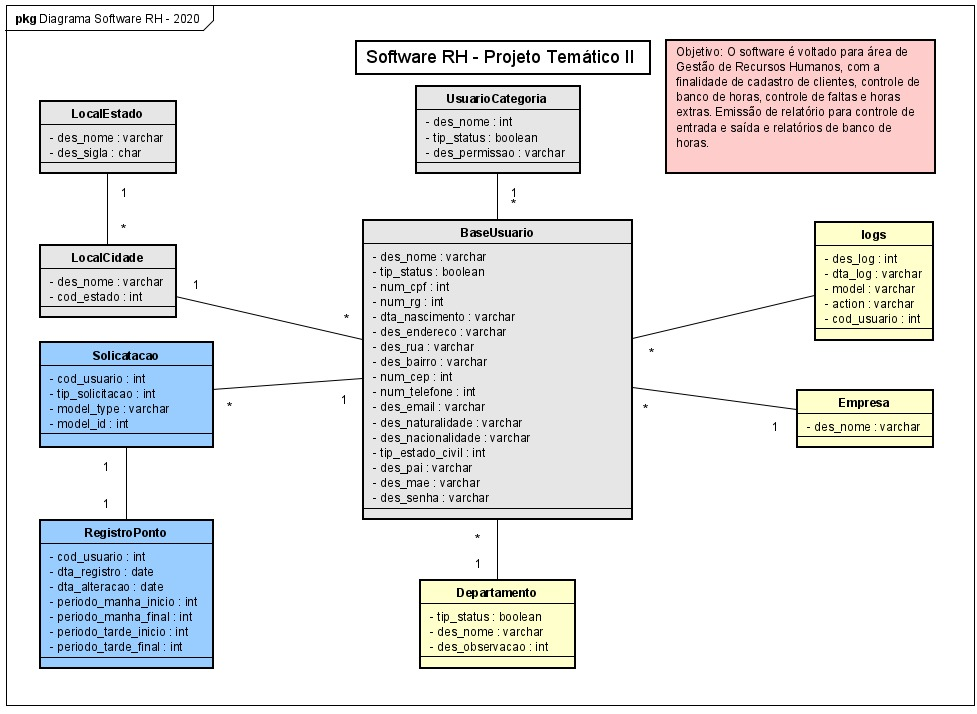 pkg Diagrama Software RH - 2020
Software RH - Projeto Temático II
Objetivo: O software é voltado para área de
Gestão de Recursos Humanos, com a
finalidade de cadastro de clientes, controle de
banco de horas, controle de faltas e horas
extras. Emissão de relatório para controle de
entrada e saída e relatórios de banco de
horas.
LocalEstado
- des_nome : varchar
- des_sigla : char
UsuarioCategoria
- des_nome : int
- tip_status : boolean
- des_permissao : varchar
1
*
1
*
LocalCidade
- des_nome : varchar
- cod_estado : int
1
*
BaseUsuario
- des_nome : varchar
- tip_status : boolean
- num_cpf : int
- num_rg : int
- dta_nascimento : varchar
- des_endereco : varchar
- des_rua : varchar
- des_bairro : varchar
- num_cep : int
- num_telefone : int
- des_email : varchar
- des_naturalidade : varchar
- des_nacionalidade : varchar
- tip_estado_civil : int
- des_pai : varchar
- des_mae : varchar
- des_senha : varchar
logs
- des_log : int
- dta_log : varchar
- model : varchar
- action : varchar
- cod_usuario : int
*
Solicatacao
- cod_usuario : int
- tip_solicitacao : int
- model_type : varchar
- model_id : int
*
1
*
1
Empresa
- des_nome : varchar
1
1
RegistroPonto
- cod_usuario : int
- dta_registro : date
- dta_alteracao : date
- periodo_manha_inicio : int
- periodo_manha_final : int
- periodo_tarde_inicio : int
- periodo_tarde_final : int
*
1
Departamento
- tip_status : boolean
- des_nome : varchar
- des_observacao : int